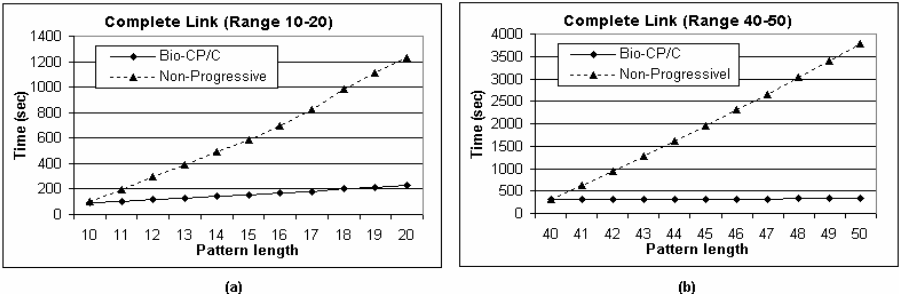 Complete Link (Range 10-20)
1400
1200
1000
800
600
400
200
0
Time (sec)
Bio-CP/C
Non-Progressive
10 11 12 13 14 15 16 17 18 19 20
Pattern length
(a)
Complete Link (Range 40-50)
4000
3500
3000
2500
2000
1500
1000
500
0
Time (sec)
Bio-CP/C
Non-Progressivel
40 41 42 43 44 45 46 47 48 49 50
Pattern length
(b)